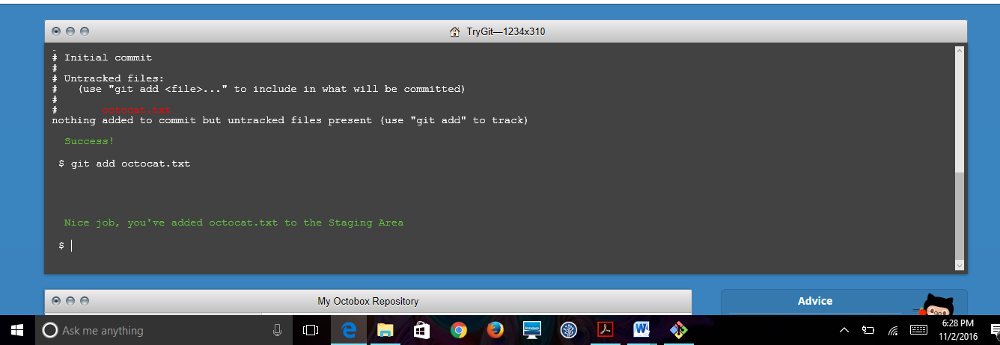 TryGit—1234x310
# Initial commit
#
# Untracked files:
#   (use "git add <file>..." to include in what will be committed)
#
#       octocat.txt
nothing added to commit but untracked files present (use "git add" to track)
Success!
$ git add octocat.txt
Nice job, you've added octocat.txt to the Staging Area
$
My Octobox Repository
Advice
Ask me anything
6:28 PM
11/2/2016